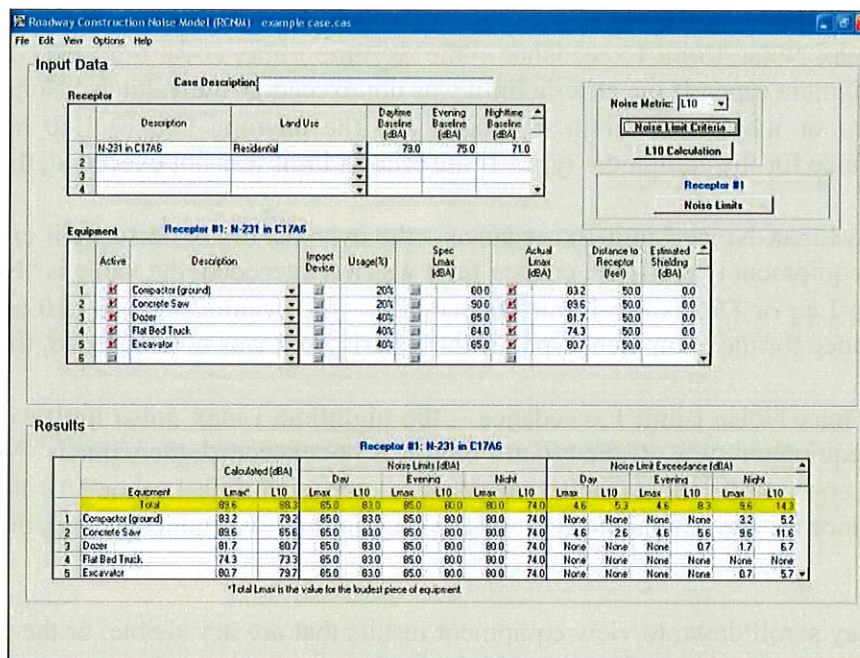 Roadway Construction Noise Model (RCNM) example case.cas
File Edit View Options Help
Input Data
Case Description:
Receptor
Description Land Use Daytime Baseline (dBA) Evening Baseline (dBA) Nighttime Baseline (dBA)
1 N-231 in C17A6 Residential 79.0 75.0 71.0
2
3
4
Noise Metric: L10
Noise Limit Criteria
L10 Calculation
Receptor #1
Noise Limits
Equipment Receptor #1: N-231 in C17A6
Active Description Impact Device Usage(%) Spec Lmax (dBA) Actual Lmax (dBA) Distance to Receptor (feet) Estimated Shielding (dBA)
1 Compactor (ground) 20% 80.0 83.2 50.0 0.0
2 Concrete Saw 20% 90.0 89.6 50.0 0.0
3 Dozer 40% 85.0 81.7 50.0 0.0
4 Flat Bed Truck 40% 84.0 74.3 50.0 0.0
5 Excavator 40% 85.0 80.7 50.0 0.0
6
Results
Receptor #1: N-231 in C17A6
Calculated (dBA) Noise Limits (dBA) Noise Limit Exceedance (dBA)
Day Evening Night Day Evening Night
Equipment Lmax* L10 Lmax L10 Lmax L10 Lmax L10 Lmax L10 Lmax L10 Lmax L10
Total 89.6 88.3 85.0 83.0 85.0 80.0 80.0 74.0 4.6 5.3 4.6 8.3 9.6 14.3
1 Compactor (ground) 83.2 79.2 85.0 83.0 85.0 80.0 80.0 74.0 None None None None 3.2 5.2
2 Concrete Saw 89.6 85.6 85.0 83.0 85.0 80.0 80.0 74.0 4.6 2.6 4.6 5.6 9.6 11.6
3 Dozer 81.7 80.7 85.0 83.0 85.0 80.0 80.0 74.0 None None None 0.7 1.7 6.7
4 Flat Bed Truck 74.3 73.3 85.0 83.0 85.0 80.0 80.0 74.0 None None None None None None
5 Excavator 80.7 79.7 85.0 83.0 85.0 80.0 80.0 74.0 None None None None 0.7 5.7
*Total Lmax is the value for the loudest piece of equipment.